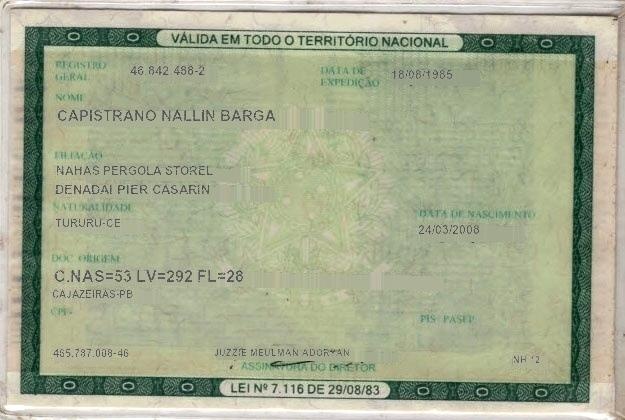 VÁLIDA EM TODO O TERRITÓRIO NACIONAL
REGISTRO GERAL 46.842.488-2 DATA DE EXPEDIÇÃO 18/08/1985
NOME
CAPISTRANO NALLIN BARGA
FILIAÇÃO
NAHAS PERGOLA STOREL
DENADAI PIER CASARIN
NATURALIDADE DATA DE NASCIMENTO
TURURU-CE 24/03/2008
DOC ORIGEM
C.NAS=53 LV=292 FL=28
CAJAZEIRAS-PB
CPF PIS PASEP
465.787.008-46 JUZZIE MEULMAN ADORYAN NH 12
ASSINATURA DO DIRETOR
LEI Nº 7.116 DE 29/08/83